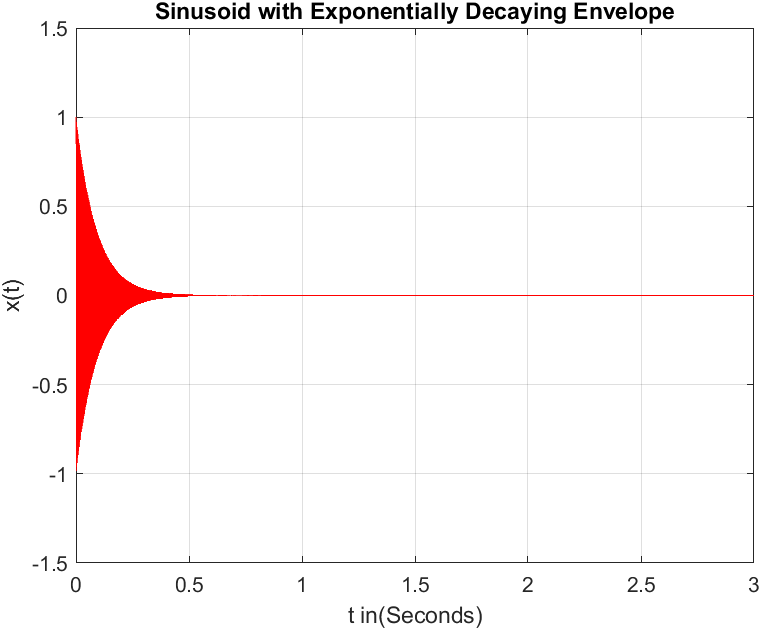 Sinusoid with Exponentially Decaying Envelope
1.5
1
0.5
0
-0.5
-1
-1.5
x(t)
0 0.5 1 1.5 2 2.5 3
t in(Seconds)